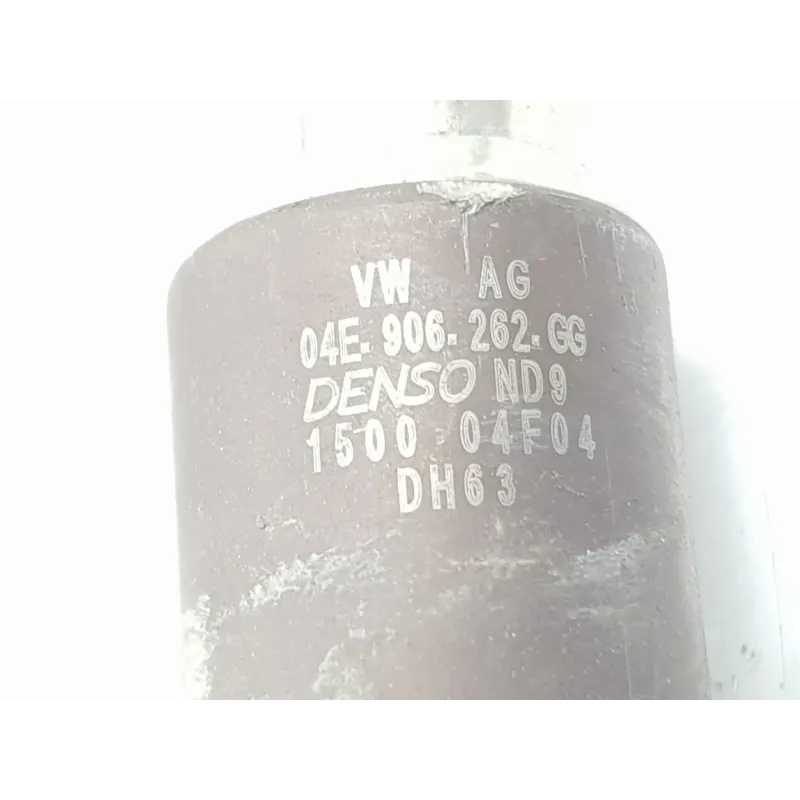 VW AG
04E.906.262.GG
DENSO ND9
1500 04F04
DH63